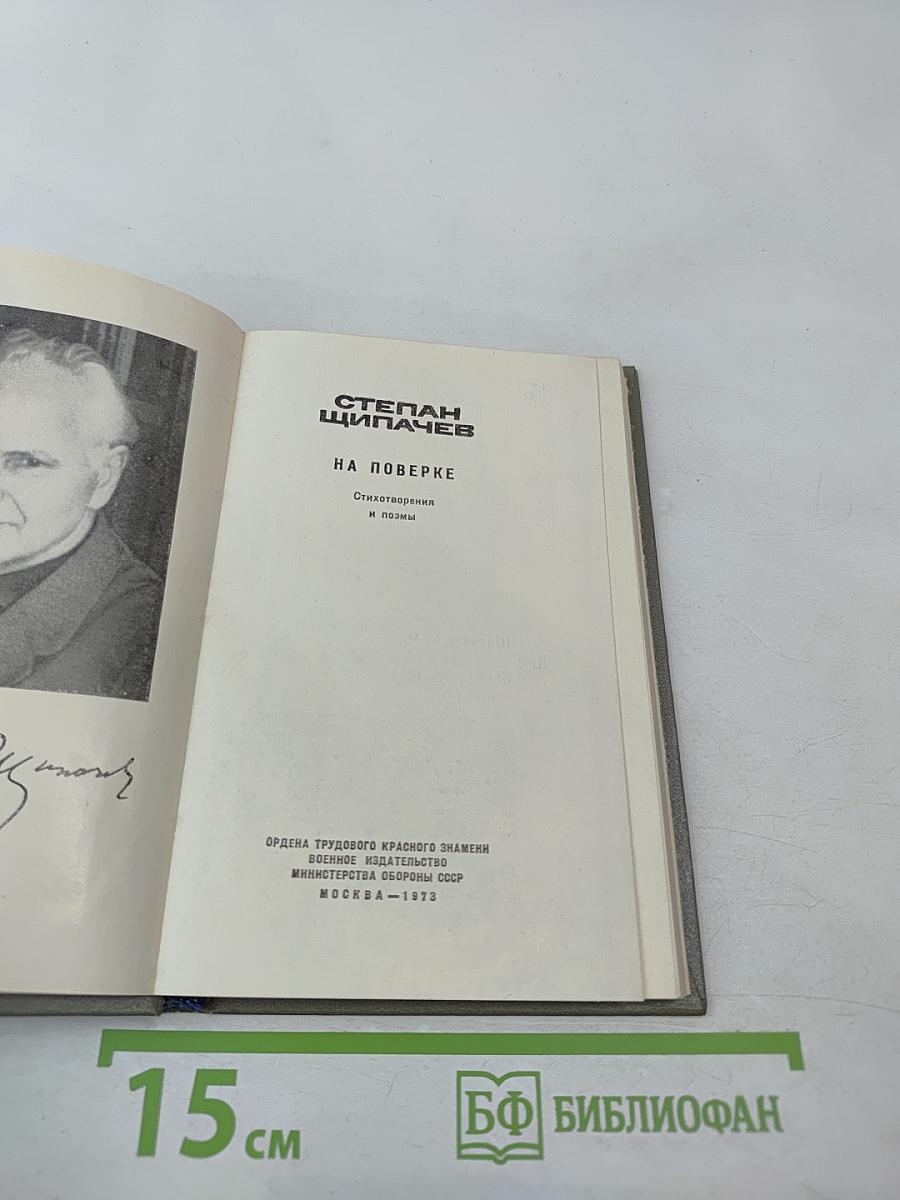 СТЕПАН
ЩИПАЧЕВ
НА ПОВЕРКЕ
Стихотворения
и поэмы
ОРДЕНА ТРУДОВОГО КРАСНОГО ЗНАМЕНИ
ВОЕННОЕ ИЗДАТЕЛЬСТВО
МИНИСТЕРСТВА ОБОРОНЫ СССР
МОСКВА — 1973
15 см
БФ БИБЛИОФАН